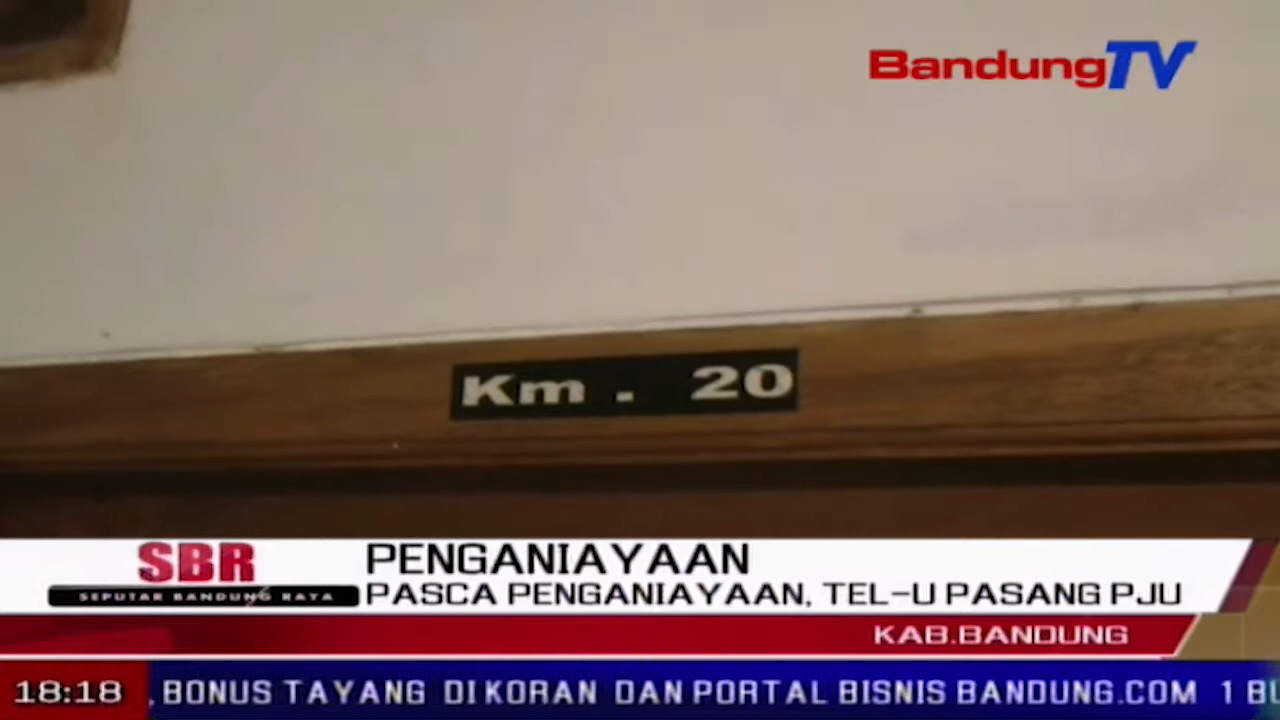 BandungTV
Km. 20
SBR
SEPUTAR BANDUNG RAYA
PENGANIAYAAN
PASCA PENGANIAYAAN, TEL-U PASANG PJU
KAB.BANDUNG
18:18
, BONUS TAYANG DI KORAN DAN PORTAL BISNIS BANDUNG.COM 1 BU